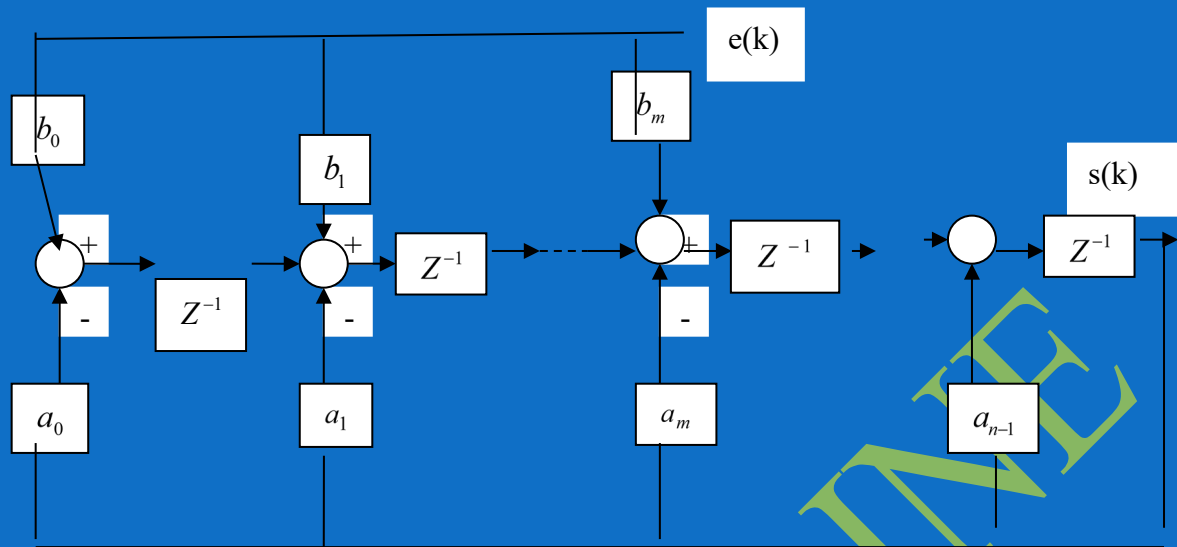 e(k)
b₀
b₁
bₘ
s(k)
+
+
+
Z⁻¹
Z⁻¹
Z⁻¹
Z⁻¹
-
-
-
a₀
a₁
aₘ
aₙ₋₁